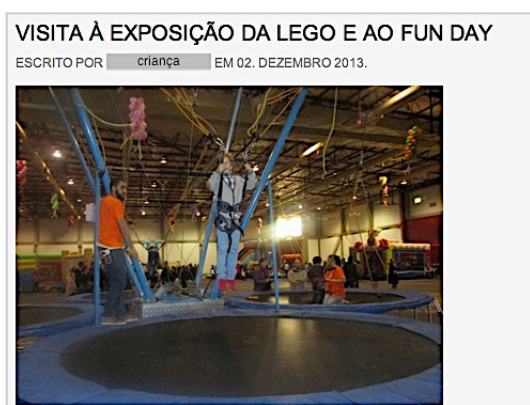 VISITA À EXPOSIÇÃO DA LEGO E AO FUN DAY
ESCRITO POR criança EM 02. DEZEMBRO 2013.